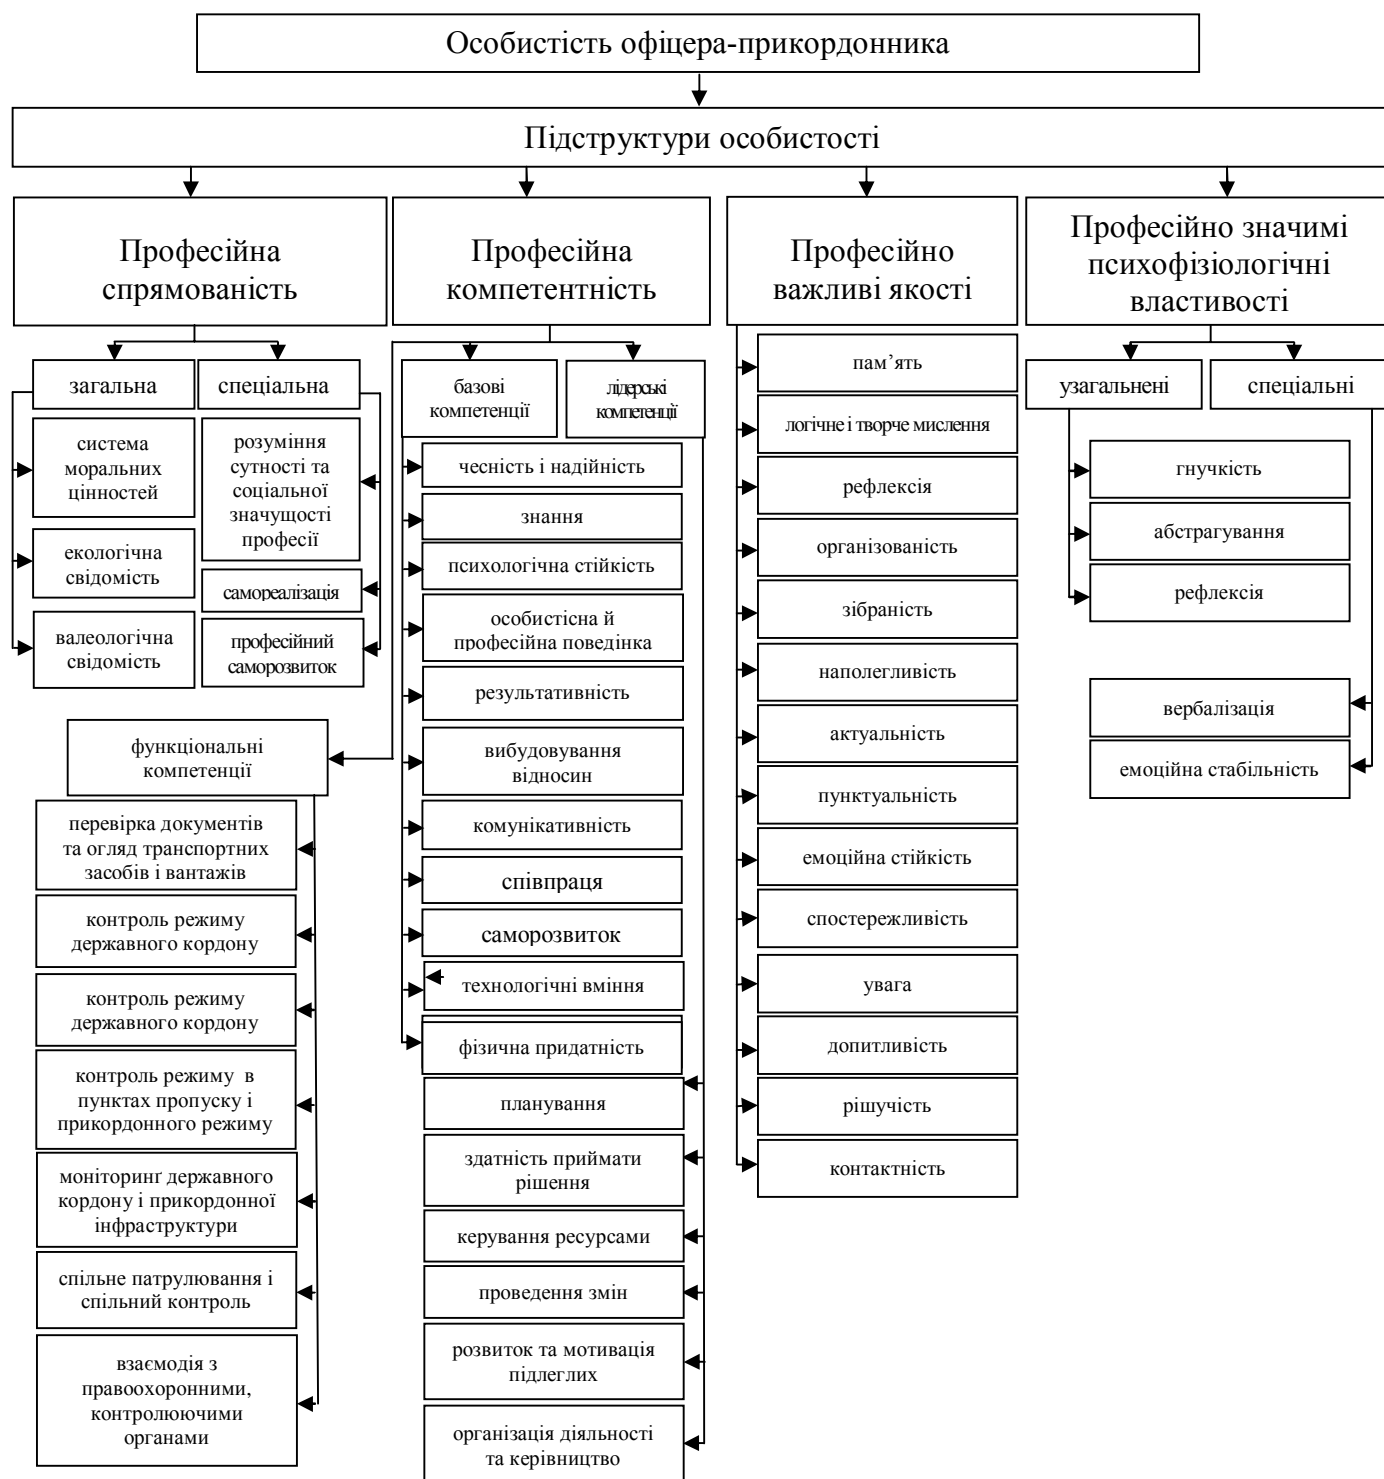 Особистість офіцера-прикордонника
Підструктури особистості
Професійна
спрямованість
Професійна
компетентність
Професійно
важливі якості
Професійно значимі
психофізіологічні
властивості
загальна
спеціальна
система
моральних
цінностей
екологічна
свідомість
валеологічна
свідомість
розуміння
сутності та
соціальної
значущості
професії
самореалізація
професійний
саморозвиток
базові
компетенції
лідерські
компетенції
чесність і надійність
знання
психологічна стійкість
особистісна й
професійна поведінка
результативність
вибудовування
відносин
комунікативність
співпраця
саморозвиток
технологічні вміння
фізична придатність
планування
здатність приймати
рішення
керування ресурсами
проведення змін
розвиток та мотивація
підлеглих
організація діяльності
та керівництво
функціональні
компетенції
перевірка документів
та огляд транспортних
засобів і вантажів
контроль режиму
державного кордону
контроль режиму
державного кордону
контроль режиму в
пунктах пропуску і
прикордонного режиму
моніторинг державного
кордону і прикордонної
інфраструктури
спільне патрулювання і
спільний контроль
взаємодія з
правоохоронними,
контролюючими
органами
пам’ять
логічне і творче мислення
рефлексія
організованість
зібраність
наполегливість
актуальність
пунктуальність
емоційна стійкість
спостережливість
увага
допитливість
рішучість
контактність
узагальнені
спеціальні
гнучкість
абстрагування
рефлексія
вербалізація
емоційна стабільність